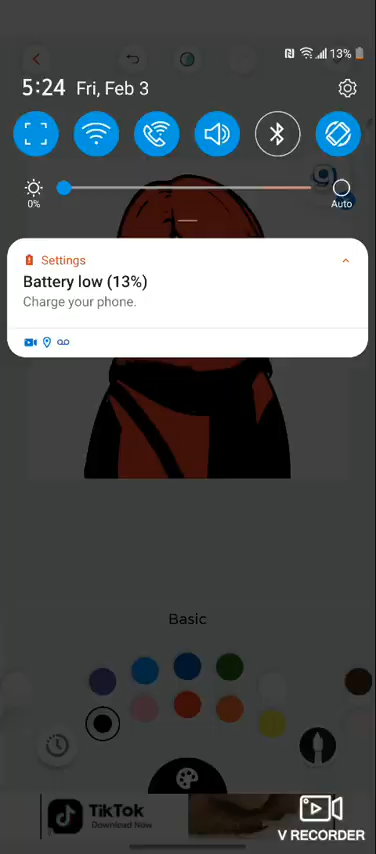 13%
5:24 Fri, Feb 3
0%
Auto
Settings
Battery low (13%)
Charge your phone.
Basic
TikTok
Download Now
V RECORDER